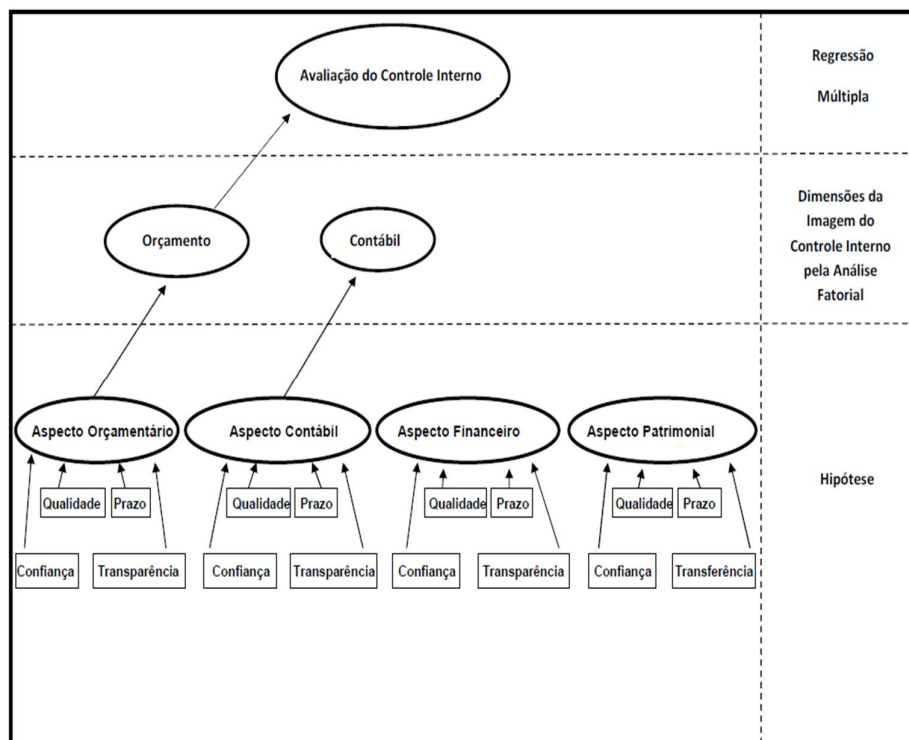 Avaliação do Controle Interno
Regressão
Múltipla
Orçamento
Contábil
Dimensões da
Imagem do
Controle Interno
pela Análise
Fatorial
Aspecto Orçamentário
Aspecto Contábil
Aspecto Financeiro
Aspecto Patrimonial
Hipótese
Qualidade
Prazo
Qualidade
Prazo
Qualidade
Prazo
Qualidade
Prazo
Confiança
Transparência
Confiança
Transparência
Confiança
Transparência
Confiança
Transferência